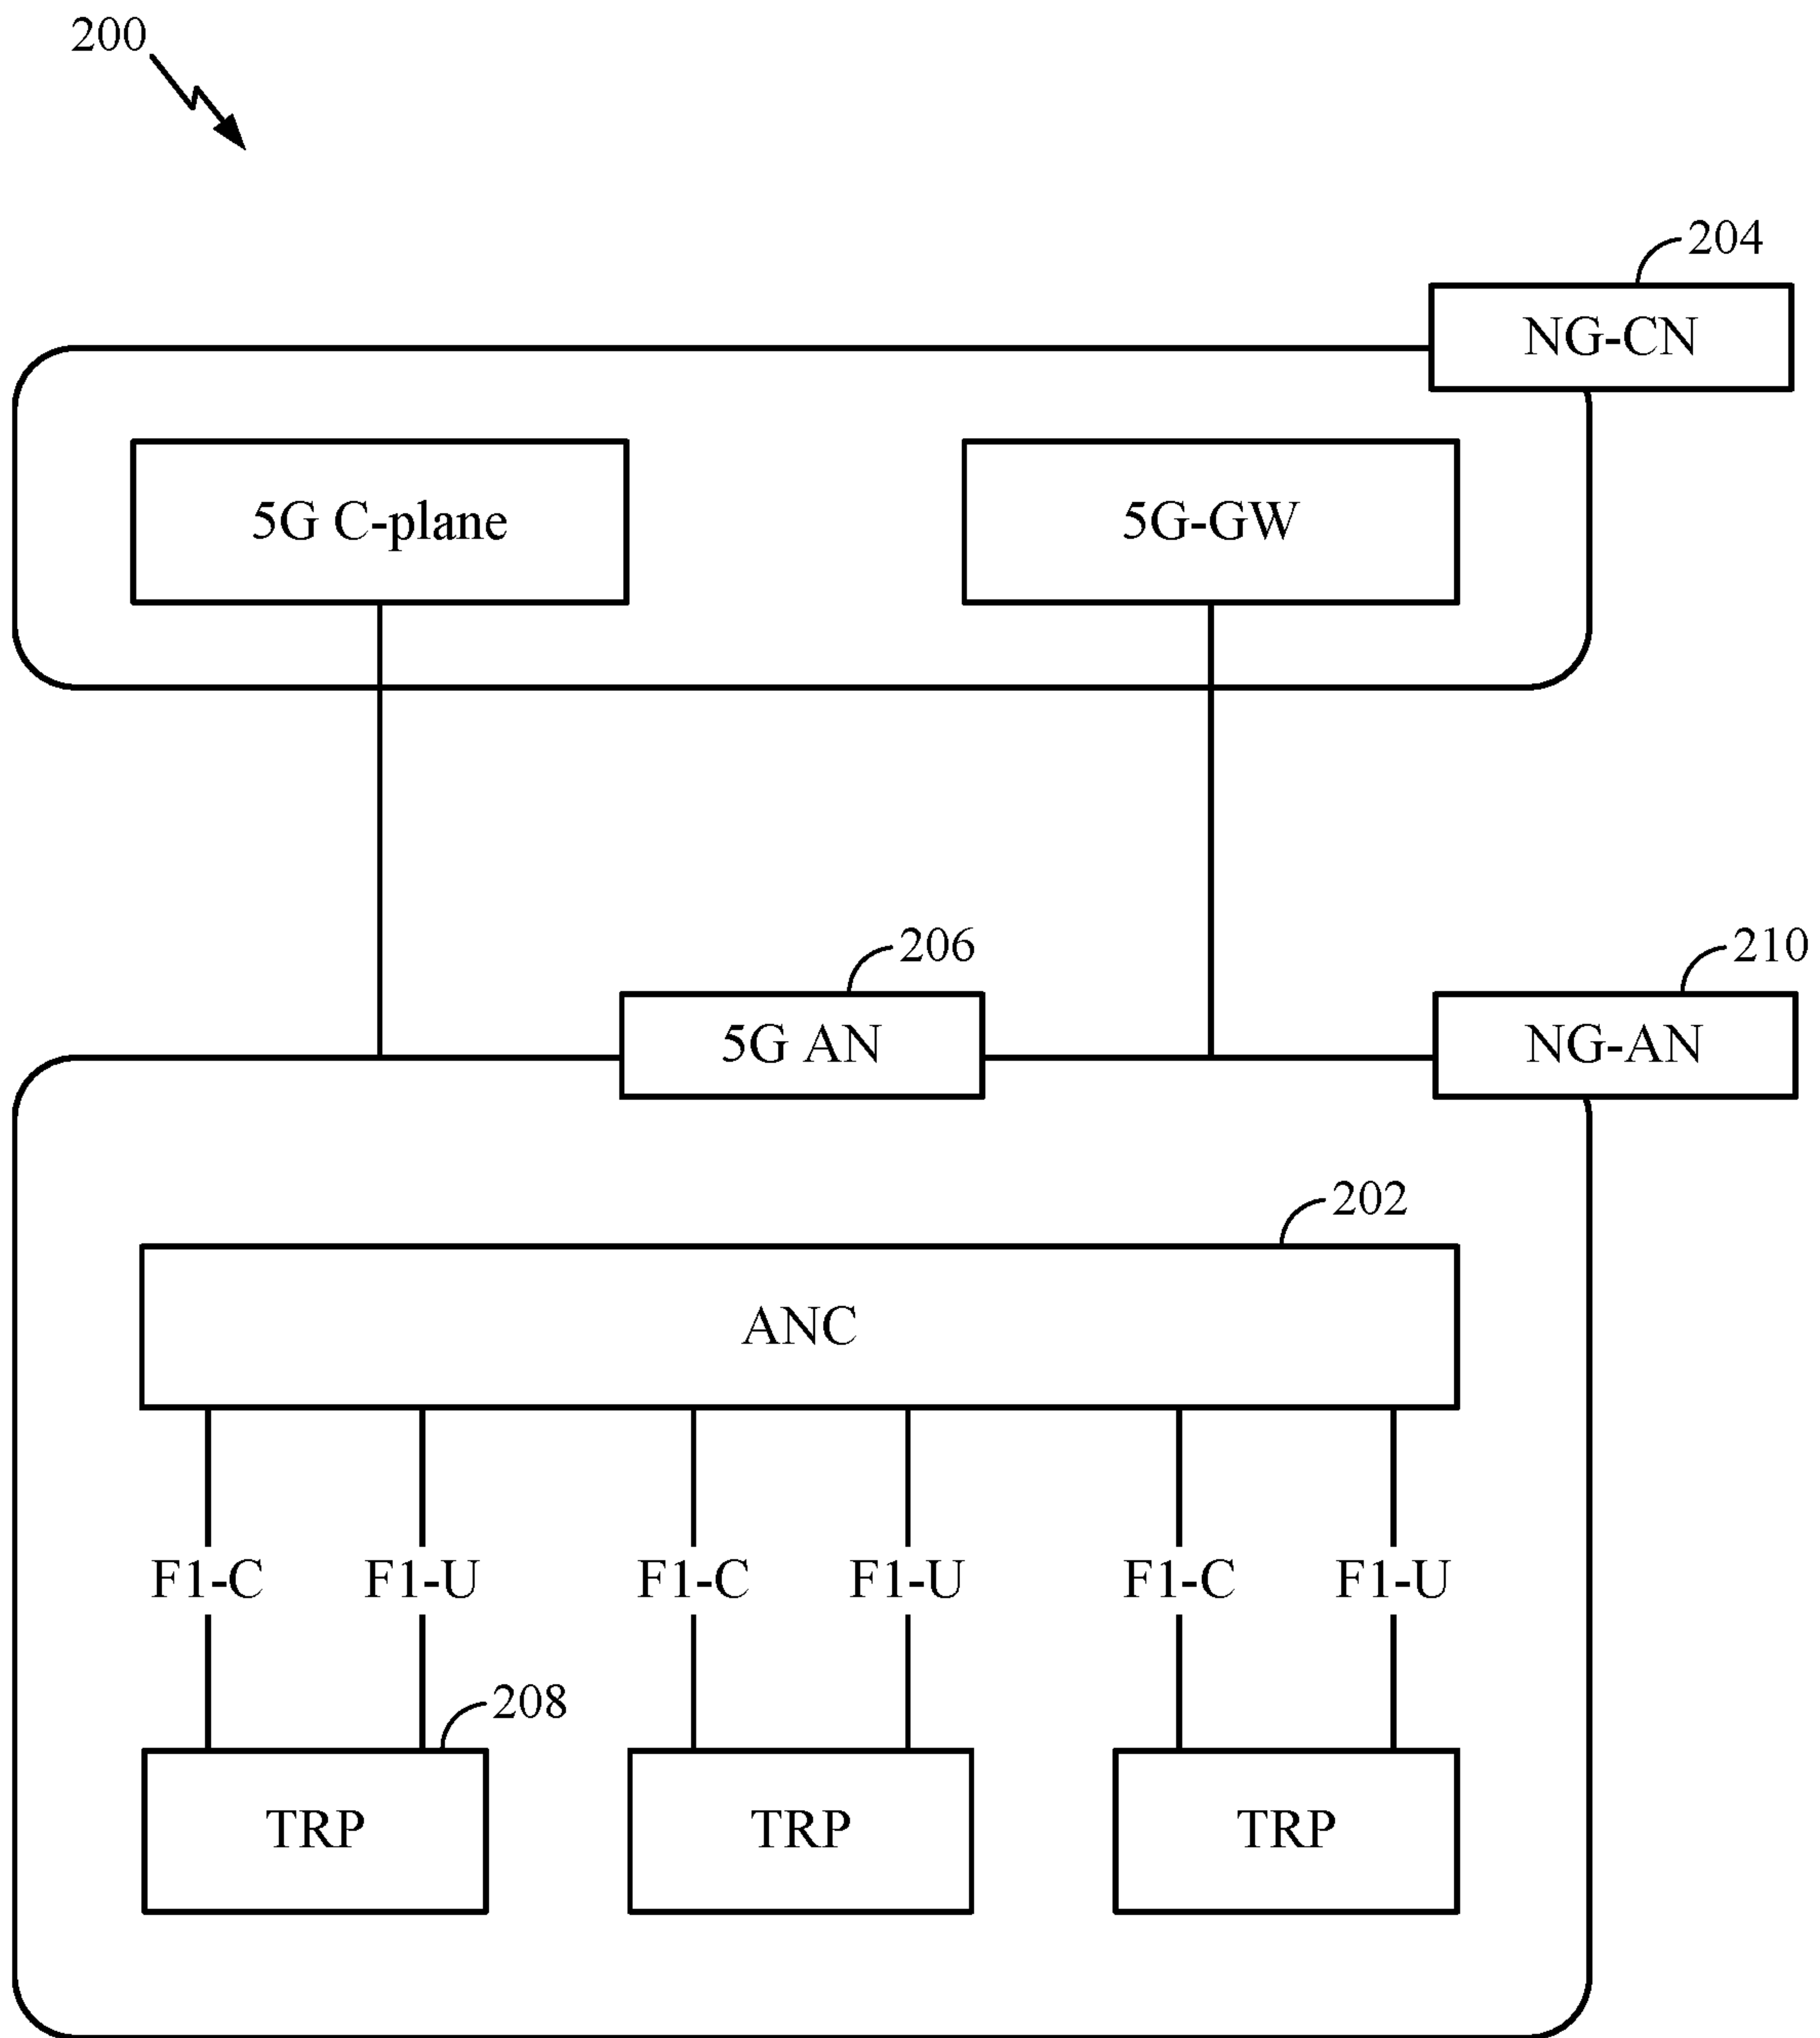 200
204
NG-CN
5G C-plane
5G-GW
206
210
5G AN
NG-AN
202
ANC
F1-C
F1-U
F1-C
F1-U
F1-C
F1-U
208
TRP
TRP
TRP